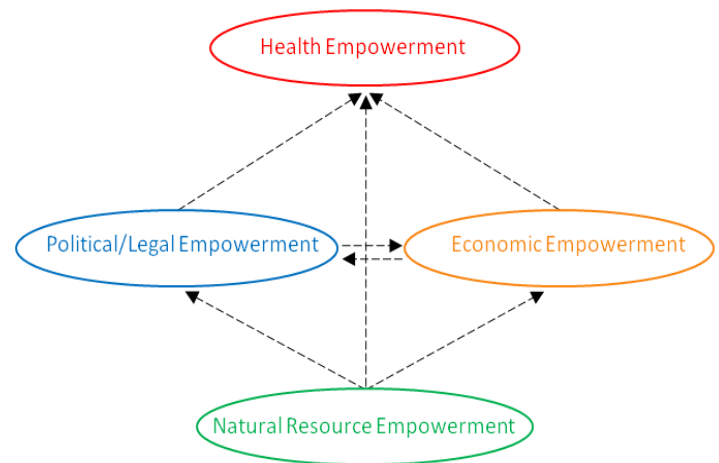 Health Empowerment
Political/Legal Empowerment
Economic Empowerment
Natural Resource Empowerment